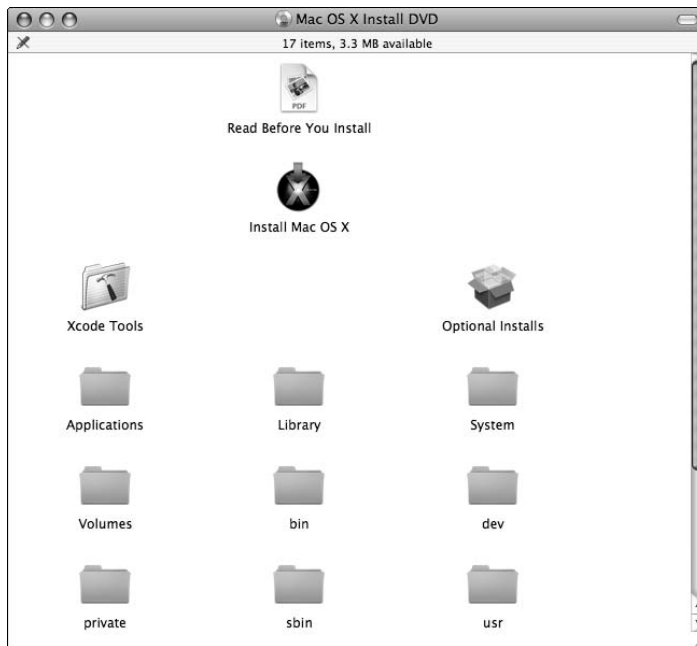 Mac OS X Install DVD
17 items, 3.3 MB available
PDF
Read Before You Install
Install Mac OS X
Xcode Tools
Optional Installs
Applications
Library
System
Volumes
bin
dev
private
sbin
usr